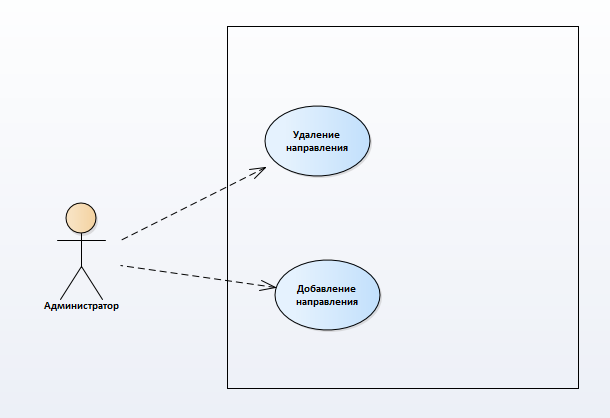 Удаление
направления
Администратор
Добавление
направления